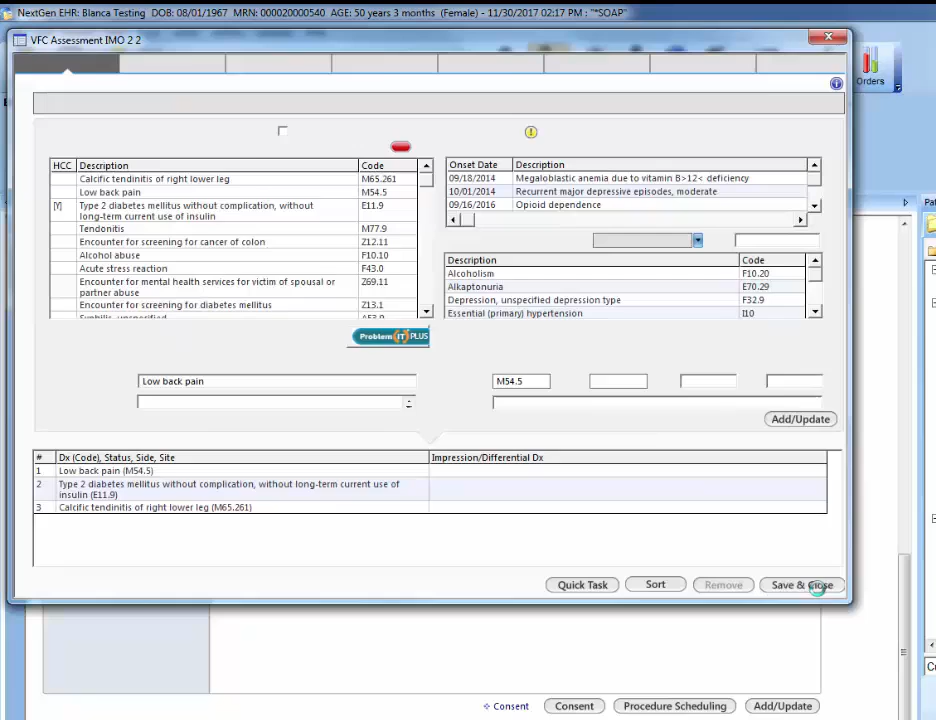 NextGen EHR: Blanca Testing DOB: 08/01/1967 MRN: 000020000540 AGE: 50 years 3 months (Female) - 11/30/2017 02:17 PM : "*SOAP"
VFC Assessment IMO 2 2
Orders
HCC Description Code
Calcific tendinitis of right lower leg M65.261
Low back pain M54.5
[Y] Type 2 diabetes mellitus without complication, without E11.9
long-term current use of insulin
Tendonitis M77.9
Encounter for screening for cancer of colon Z12.11
Alcohol abuse F10.10
Acute stress reaction F43.0
Encounter for mental health services for victim of spousal or Z69.11
partner abuse
Encounter for screening for diabetes mellitus Z13.1
Syphilis, unspecified A53.9
Onset Date Description
09/18/2014 Megaloblastic anemia due to vitamin B>12< deficiency
10/01/2014 Recurrent major depressive episodes, moderate
09/16/2016 Opioid dependence
Description Code
Alcoholism F10.20
Alkaptonuria E70.29
Depression, unspecified depression type F32.9
Essential (primary) hypertension I10
Problem IT PLUS
Low back pain M54.5
Add/Update
# Dx (Code), Status, Side, Site Impression/Differential Dx
1 Low back pain (M54.5)
2 Type 2 diabetes mellitus without complication, without long-term current use of
insulin (E11.9)
3 Calcific tendinitis of right lower leg (M65.261)
Quick Task Sort Remove Save & Close
Consent Consent Procedure Scheduling Add/Update